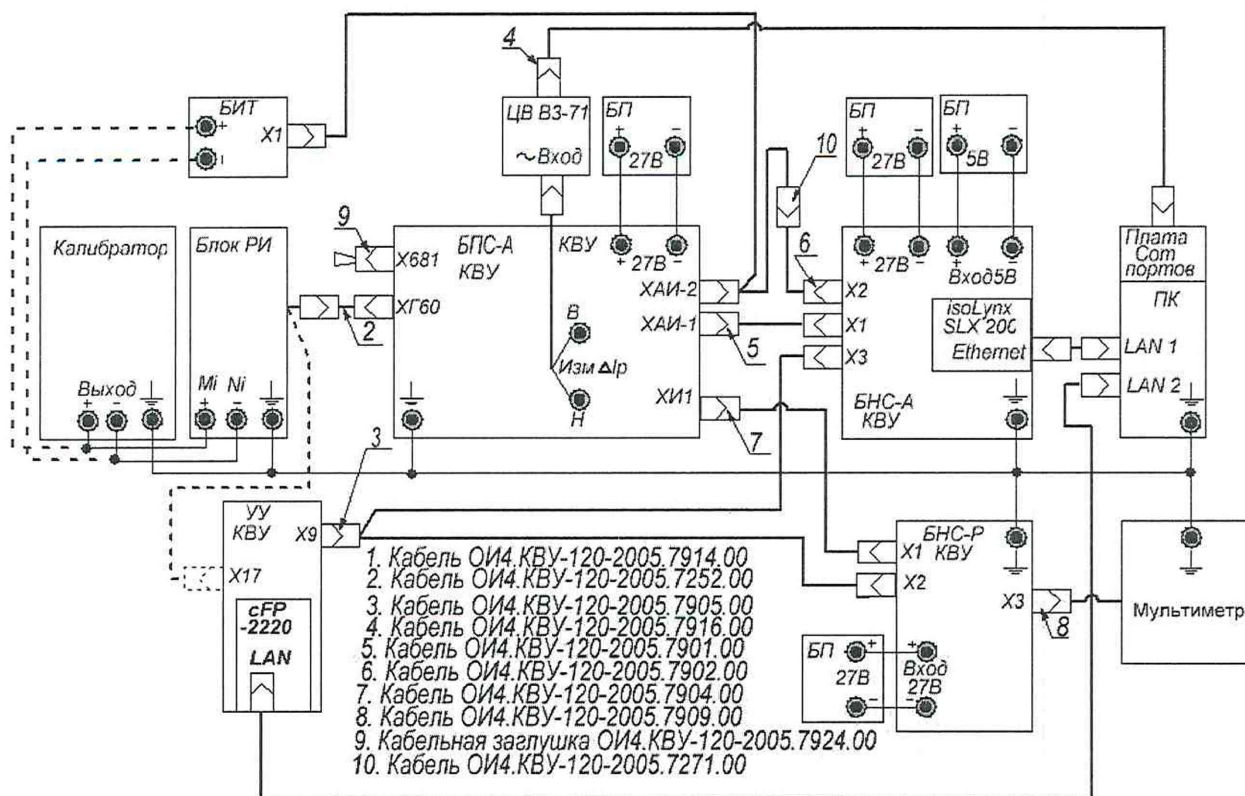 4
БИТ
+
X1
ЦВ В3-71
~Вход
БП
+ −
27В
10
БП
+ −
27В
БП
+ −
5В
Калибратор
Выход
+ −
Блок РИ
Mi Ni
+ −
9
X681
ХГ60
2
БПС-А
КВУ
КВУ
+ 27В −
ХАИ-2
ХАИ-1
В
Изм ΔIp
Н
ХИ1
5
7
6
X2
X1
X3
+ 27В −
+ −
Вход5В
isoLynx
SLX 200
Ethernet
БНС-А
КВУ
Плата
Com
портов
ПК
LAN 1
LAN 2
УУ
КВУ
X9
X17
cFP
-2220
LAN
3
1. Кабель ОИ4.КВУ-120-2005.7914.00
2. Кабель ОИ4.КВУ-120-2005.7252.00
3. Кабель ОИ4.КВУ-120-2005.7905.00
4. Кабель ОИ4.КВУ-120-2005.7916.00
5. Кабель ОИ4.КВУ-120-2005.7901.00
6. Кабель ОИ4.КВУ-120-2005.7902.00
7. Кабель ОИ4.КВУ-120-2005.7904.00
8. Кабель ОИ4.КВУ-120-2005.7909.00
9. Кабельная заглушка ОИ4.КВУ-120-2005.7924.00
10. Кабель ОИ4.КВУ-120-2005.7271.00
БНС-Р
КВУ
X1
X2
X3
8
БП
+
27В
−
+
Вход
27В
−
Мультиметр